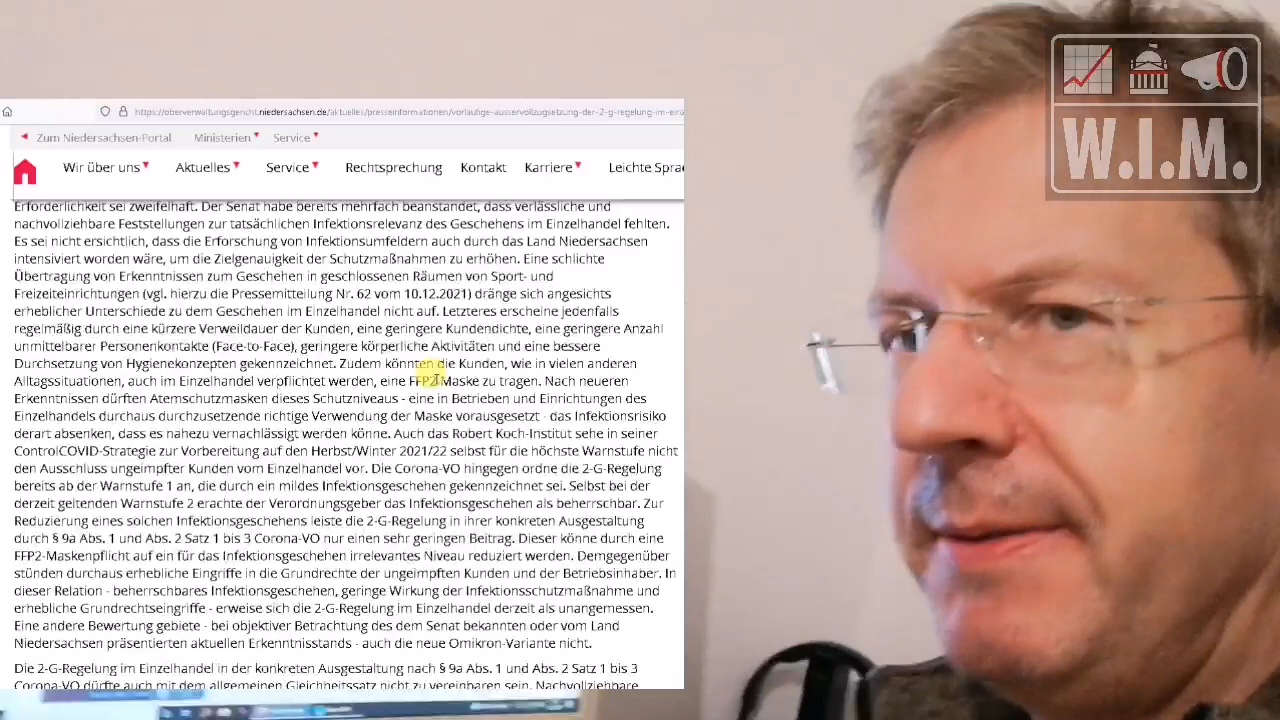 W.I.M.
https://oberverwaltungsgericht.niedersachsen.de/aktuelles/presseinformationen/vorlaufige-ausservollzugsetzung-der-2-g-regelung-im-einz
Zum Niedersachsen-Portal Ministerien Service
Wir über uns Aktuelles Service Rechtsprechung Kontakt Karriere Leichte Sprac
Erforderlichkeit sei zweifelhaft. Der Senat habe bereits mehrfach beanstandet, dass verlässliche und
nachvollziehbare Feststellungen zur tatsächlichen Infektionsrelevanz des Geschehens im Einzelhandel fehlten.
Es sei nicht ersichtlich, dass die Erforschung von Infektionsumfeldern auch durch das Land Niedersachsen
intensiviert worden wäre, um die Zielgenauigkeit der Schutzmaßnahmen zu erhöhen. Eine schlichte
Übertragung von Erkenntnissen zum Geschehen in geschlossenen Räumen von Sport- und
Freizeiteinrichtungen (vgl. hierzu die Pressemitteilung Nr. 62 vom 10.12.2021) dränge sich angesichts
erheblicher Unterschiede zu dem Geschehen im Einzelhandel nicht auf. Letzteres erscheine jedenfalls
regelmäßig durch eine kürzere Verweildauer der Kunden, eine geringere Kundendichte, eine geringere Anzahl
unmittelbarer Personenkontakte (Face-to-Face), geringere körperliche Aktivitäten und eine bessere
Durchsetzung von Hygienekonzepten gekennzeichnet. Zudem könnten die Kunden, wie in vielen anderen
Alltagssituationen, auch im Einzelhandel verpflichtet werden, eine FFP2-Maske zu tragen. Nach neueren
Erkenntnissen dürften Atemschutzmasken dieses Schutzniveaus - eine in Betrieben und Einrichtungen des
Einzelhandels durchaus durchzusetzende richtige Verwendung der Maske vorausgesetzt - das Infektionsrisiko
derart absenken, dass es nahezu vernachlässigt werden könne. Auch das Robert Koch-Institut sehe in seiner
ControlCOVID-Strategie zur Vorbereitung auf den Herbst/Winter 2021/22 selbst für die höchste Warnstufe nicht
den Ausschluss ungeimpfter Kunden vom Einzelhandel vor. Die Corona-VO hingegen ordne die 2-G-Regelung
bereits ab der Warnstufe 1 an, die durch ein mildes Infektionsgeschehen gekennzeichnet sei. Selbst bei der
derzeit geltenden Warnstufe 2 erachte der Verordnungsgeber das Infektionsgeschehen als beherrschbar. Zur
Reduzierung eines solchen Infektionsgeschehens leiste die 2-G-Regelung in ihrer konkreten Ausgestaltung
durch § 9a Abs. 1 und Abs. 2 Satz 1 bis 3 Corona-VO nur einen sehr geringen Beitrag. Dieser könne durch eine
FFP2-Maskenpflicht auf ein für das Infektionsgeschehen irrelevantes Niveau reduziert werden. Demgegenüber
stünden durchaus erhebliche Eingriffe in die Grundrechte der ungeimpften Kunden und der Betriebsinhaber. In
dieser Relation - beherrschbares Infektionsgeschehen, geringe Wirkung der Infektionsschutzmaßnahme und
erhebliche Grundrechtseingriffe - erweise sich die 2-G-Regelung im Einzelhandel derzeit als unangemessen.
Eine andere Bewertung gebiete - bei objektiver Betrachtung des dem Senat bekannten oder vom Land
Niedersachsen präsentierten aktuellen Erkenntnisstands - auch die neue Omikron-Variante nicht.
Die 2-G-Regelung im Einzelhandel in der konkreten Ausgestaltung nach § 9a Abs. 1 und Abs. 2 Satz 1 bis 3
Corona-VO dürfte auch mit dem allgemeinen Gleichheitssatz nicht zu vereinbaren sein. Nachvollziehbare